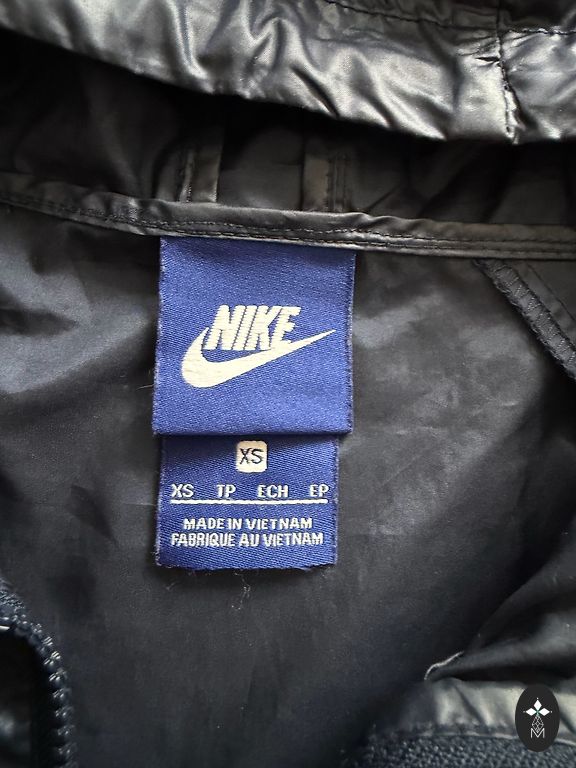 NIKE
XS
XS TP ECH EP
MADE IN VIETNAM
FABRIQUE AU VIETNAM
M